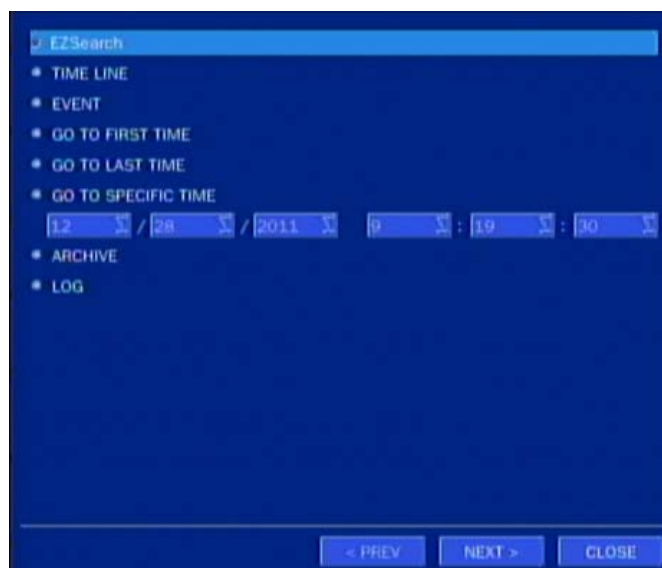 EZSearch
TIME LINE
EVENT
GO TO FIRST TIME
GO TO LAST TIME
GO TO SPECIFIC TIME
12 / 28 / 2011 9 : 19 : 30
ARCHIVE
LOG
< PREV NEXT > CLOSE